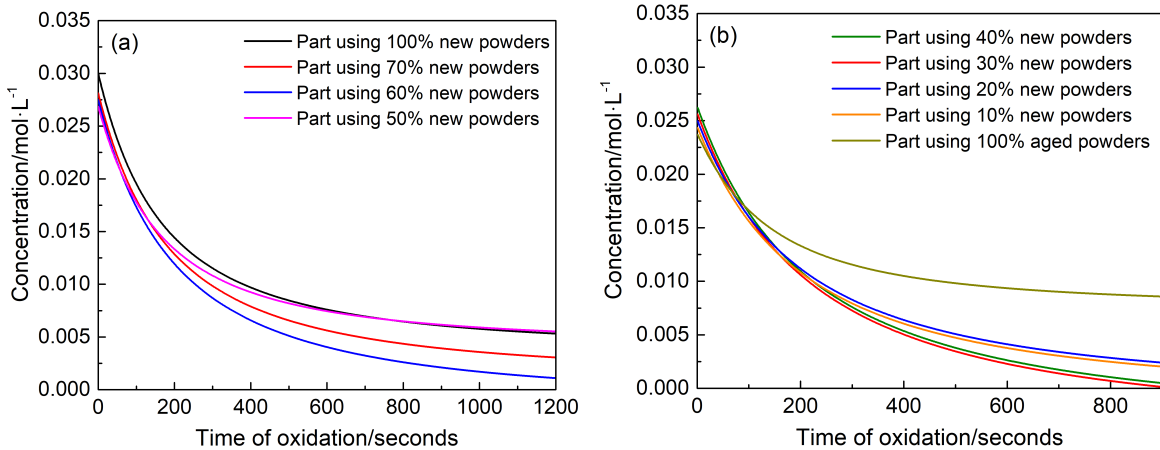 (a)
Part using 100% new powders
Part using 70% new powders
Part using 60% new powders
Part using 50% new powders
Concentration/mol·L⁻¹
0.035
0.030
0.025
0.020
0.015
0.010
0.005
0.000
0 200 400 600 800 1000 1200
Time of oxidation/seconds
(b)
Part using 40% new powders
Part using 30% new powders
Part using 20% new powders
Part using 10% new powders
Part using 100% aged powders
Concentration/mol·L⁻¹
0.035
0.030
0.025
0.020
0.015
0.010
0.005
0.000
0 200 400 600 800
Time of oxidation/seconds